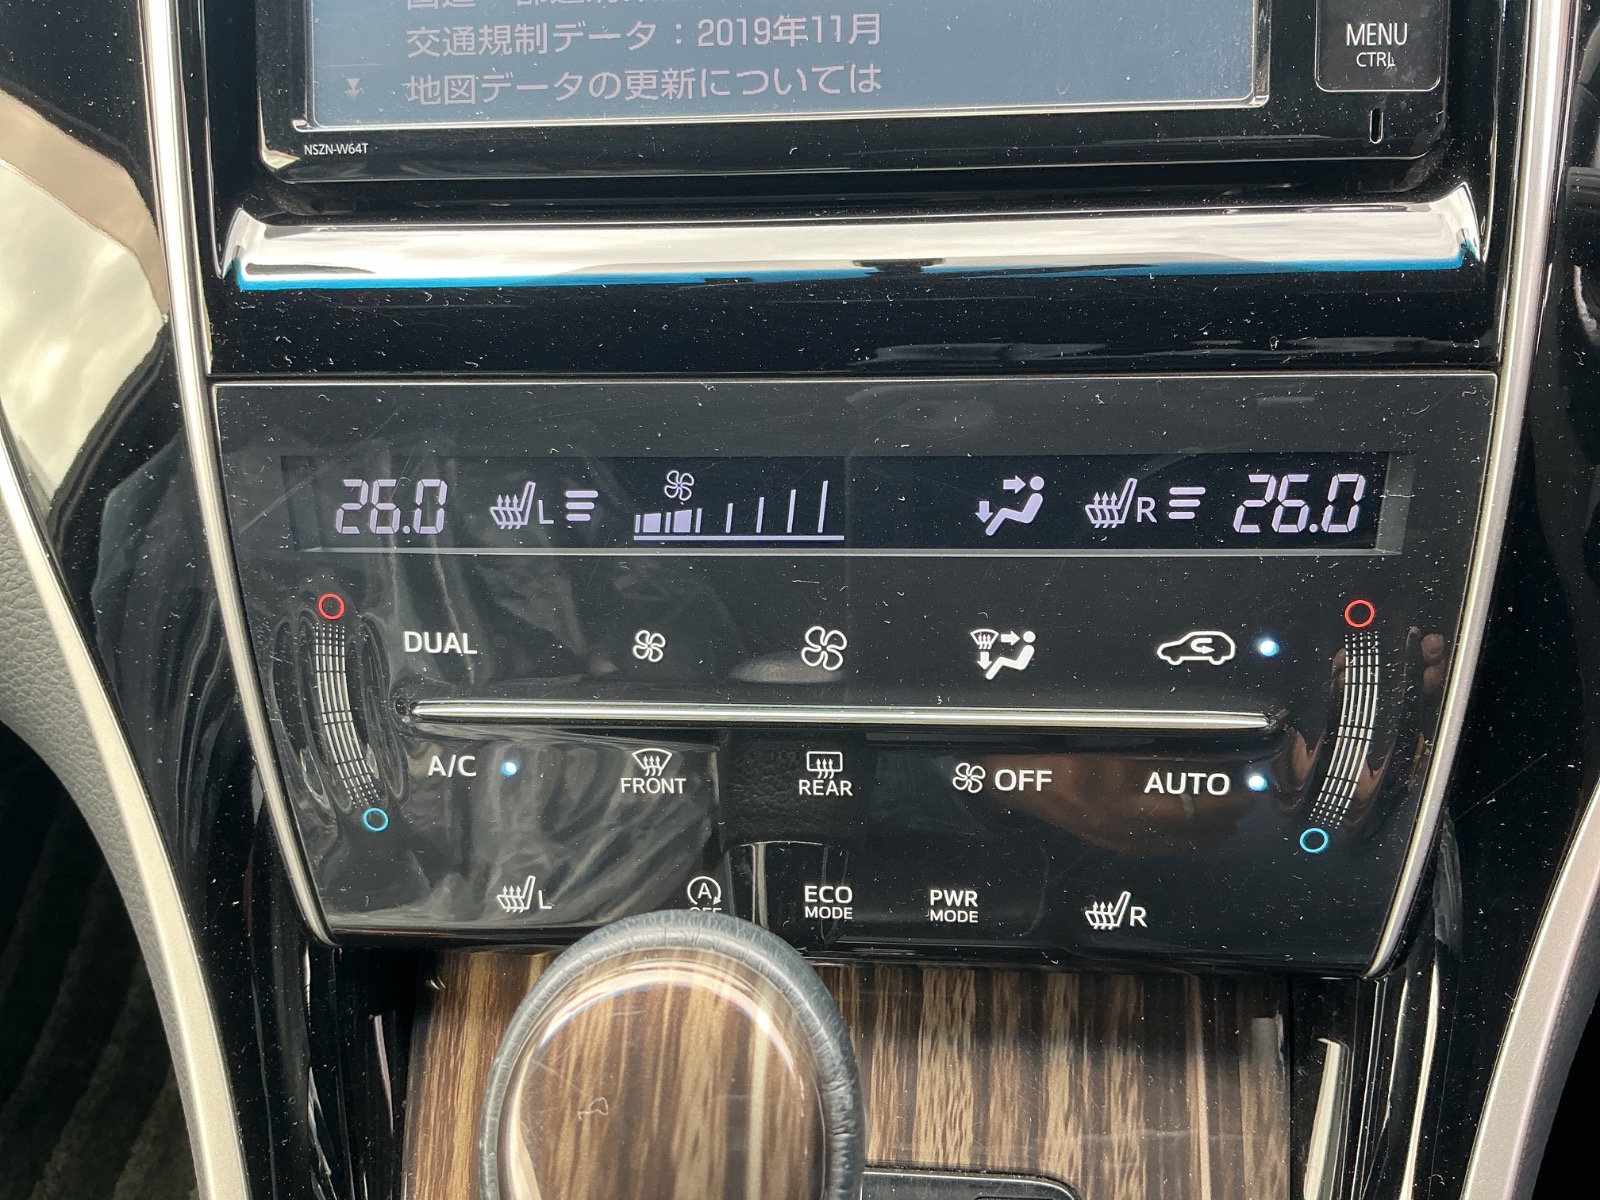 交通規制データ：2019年11月
地図データの更新については
MENU
CTRL
NSZN-W64T
26.0 L R 26.0
DUAL
A/C FRONT REAR OFF AUTO
L A OFF ECO MODE PWR MODE R